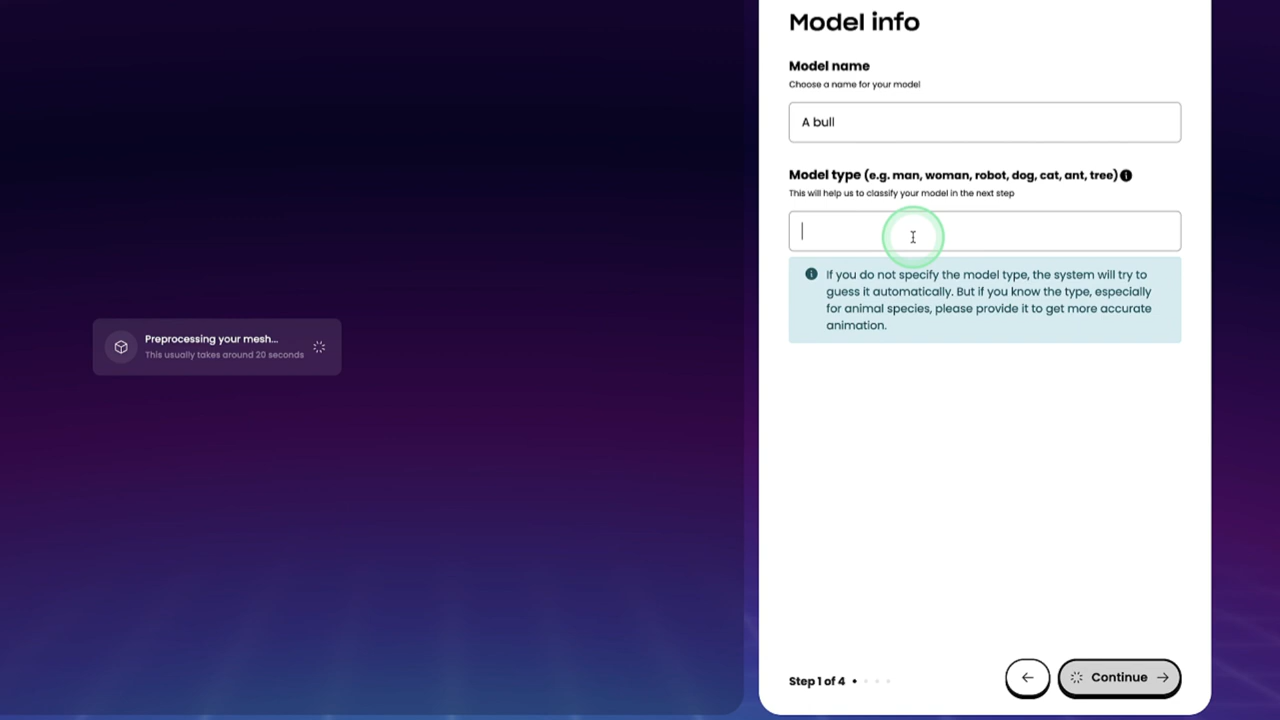 Model info
Model name
Choose a name for your model
A bull
Model type (e.g. man, woman, robot, dog, cat, ant, tree)
This will help us to classify your model in the next step
If you do not specify the model type, the system will try to
guess it automatically. But if you know the type, especially
for animal species, please provide it to get more accurate
animation.
Preprocessing your mesh...
This usually takes around 20 seconds
Step 1 of 4
Continue